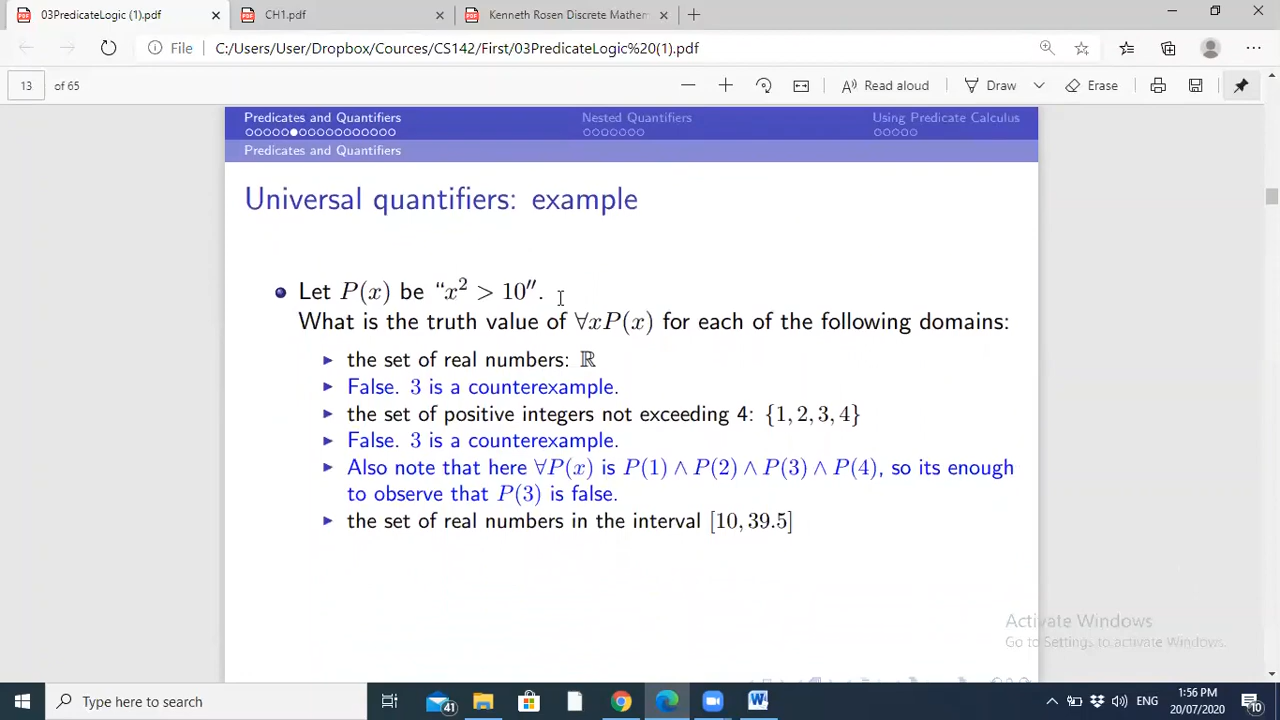 03PredicateLogic (1).pdf
CH1.pdf
Kenneth Rosen Discrete Mathem
File
C:/Users/User/Dropbox/Cources/CS142/First/03PredicateLogic%20(1).pdf
13 of 65
Read aloud
Draw
Erase
Predicates and Quantifiers
Nested Quantifiers
Using Predicate Calculus
Predicates and Quantifiers
Universal quantifiers: example
Let P(x) be “x² > 10″.
What is the truth value of ∀xP(x) for each of the following domains:
the set of real numbers: ℝ
False. 3 is a counterexample.
the set of positive integers not exceeding 4: {1, 2, 3, 4}
False. 3 is a counterexample.
Also note that here ∀P(x) is P(1) ∧ P(2) ∧ P(3) ∧ P(4), so its enough
to observe that P(3) is false.
the set of real numbers in the interval [10, 39.5]
Activate Windows
Go to Settings to activate Windows.
Type here to search
41
ENG
1:56 PM
20/07/2020
10